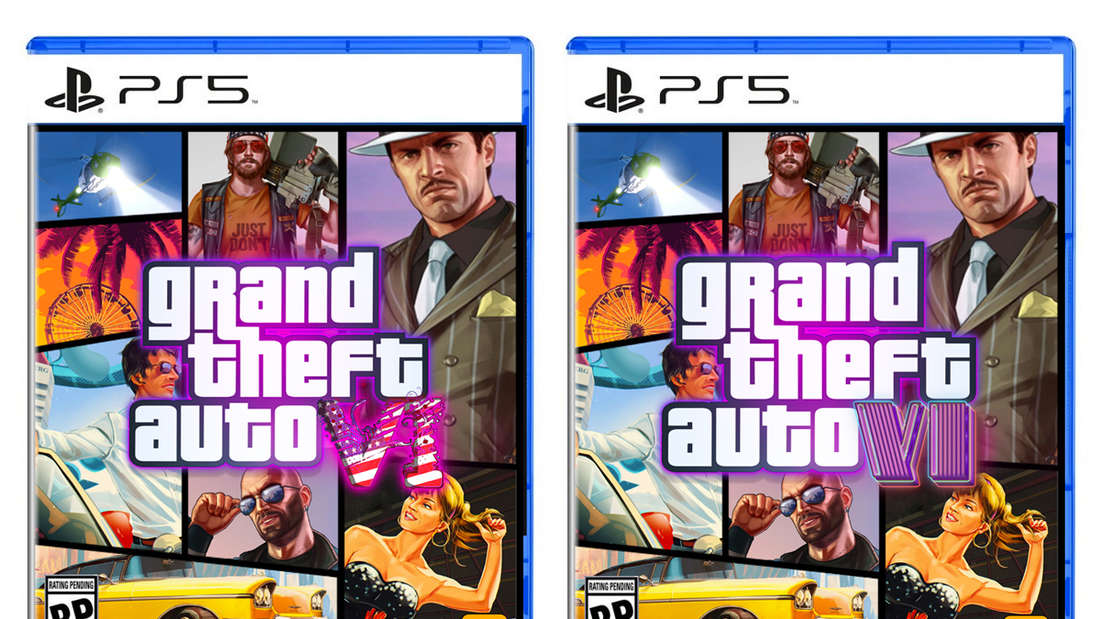 PS5
JUST
DON'T
grand
theft
auto VI
RATING PENDING
RP
PS5
JUST
DON'T
grand
theft
auto VI
RATING PENDING
RP